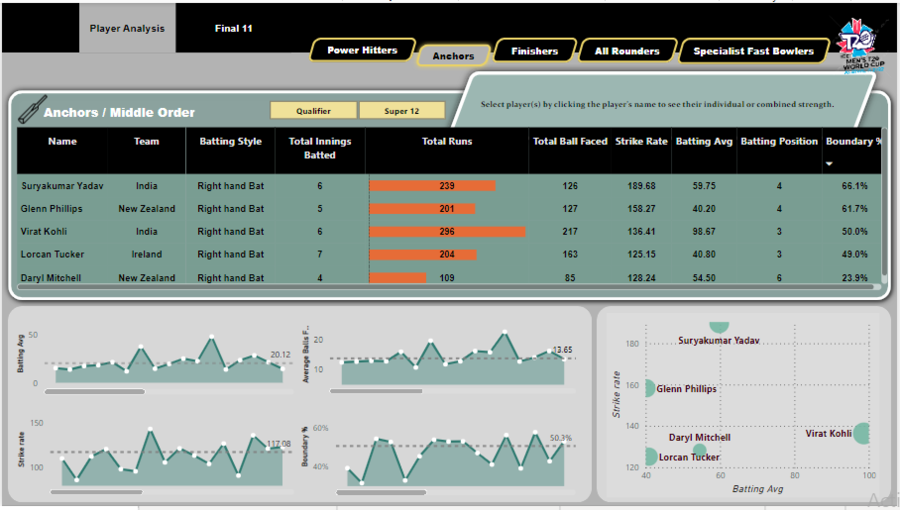 Player Analysis
Final 11
Power Hitters
Anchors
Finishers
All Rounders
Specialist Fast Bowlers
T20
MEN'S T20
WORLD CUP
Select player(s) by clicking the player's name to see their individual or combined strength.
Anchors / Middle Order
Qualifier
Super 12
Name Team Batting Style Total Innings Batted Total Runs Total Ball Faced Strike Rate Batting Avg Batting Position Boundary %
Suryakumar Yadav India Right hand Bat 6 239 126 189.68 59.75 4 66.1%
Glenn Phillips New Zealand Right hand Bat 5 201 127 158.27 40.20 4 61.7%
Virat Kohli India Right hand Bat 6 296 217 136.41 98.67 3 50.0%
Lorcan Tucker Ireland Right hand Bat 7 204 163 125.15 40.80 3 49.0%
Daryl Mitchell New Zealand Right hand Bat 4 109 85 128.24 54.50 6 23.9%
Batting Avg
50
0
20.12
Average Balls F...
20
10
13.65
Strike rate
150
100
117.08
Boundary %
60%
40%
50.3%
Strike rate
180
160
140
120
Suryakumar Yadav
Glenn Phillips
Virat Kohli
Daryl Mitchell
Lorcan Tucker
40 60 80 100
Batting Avg
Acti